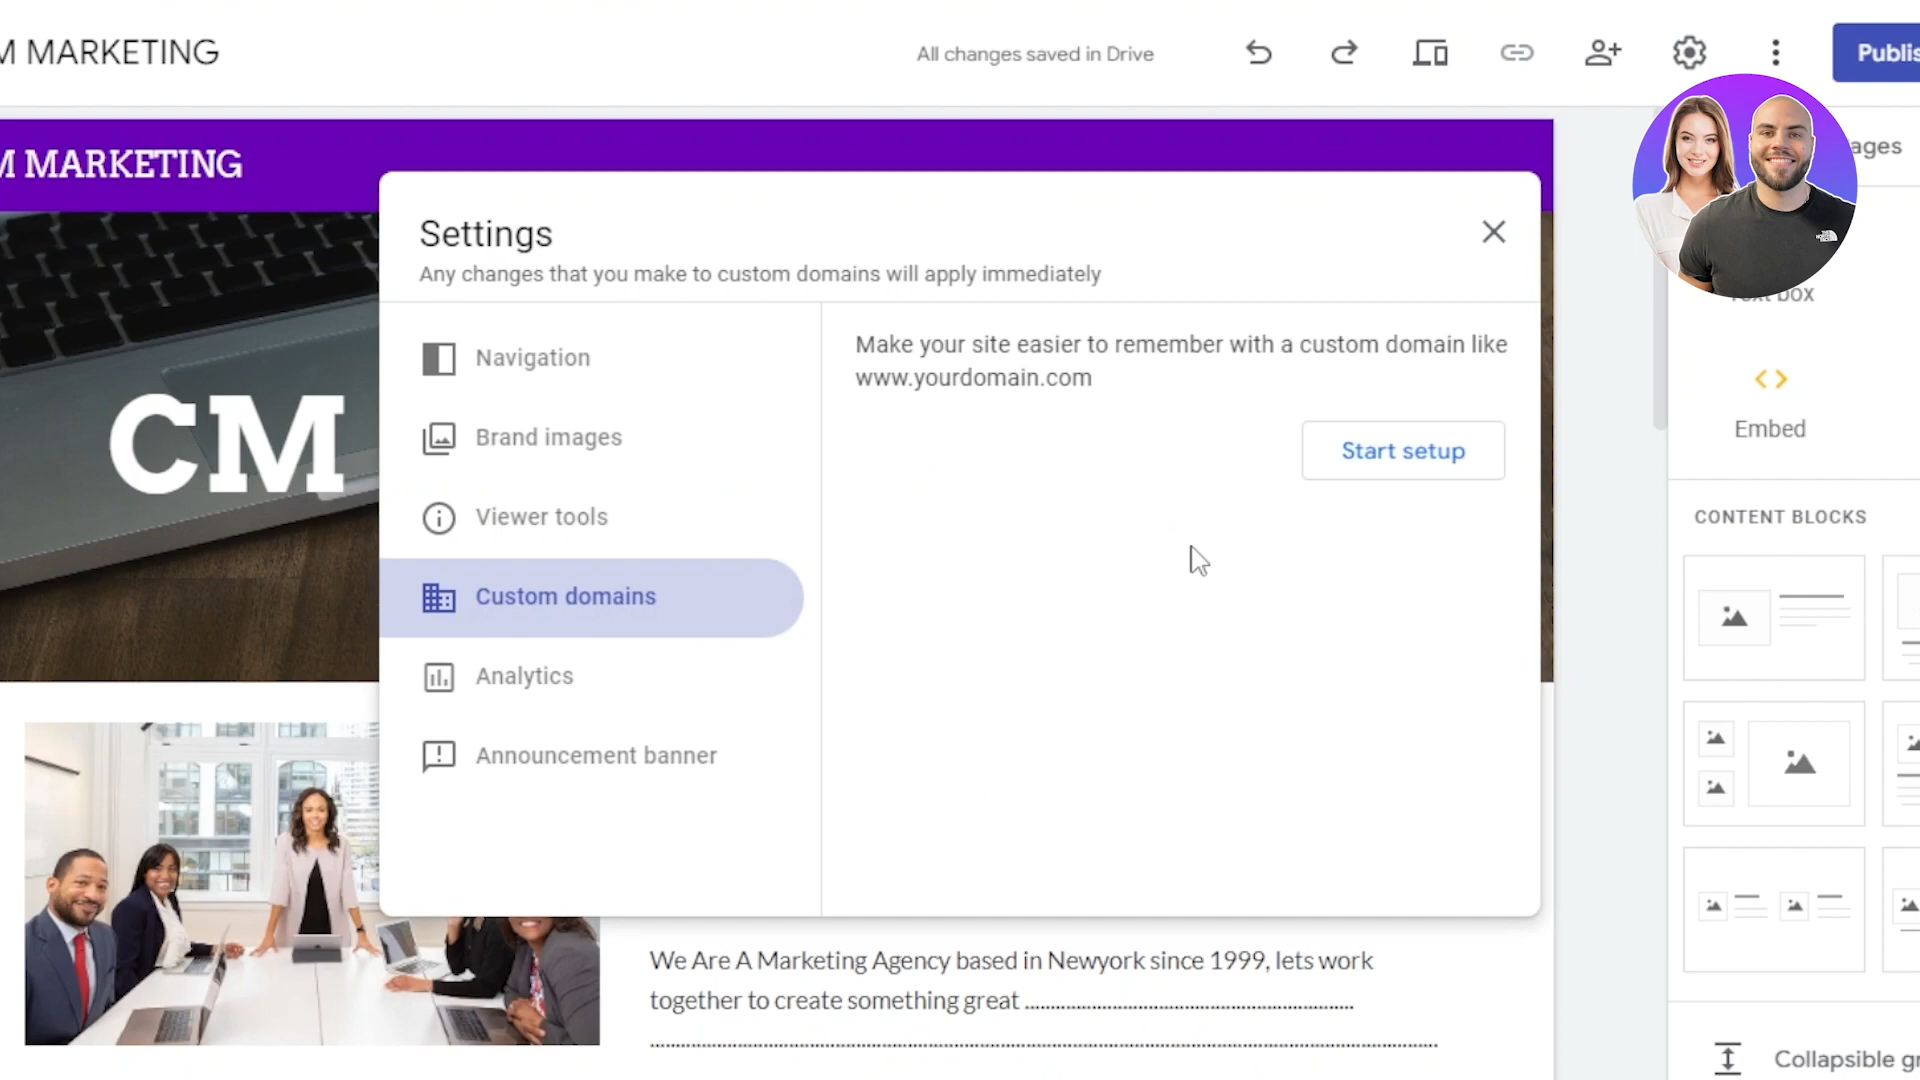 M MARKETING
All changes saved in Drive
Publis
M MARKETING
ages
Settings
Any changes that you make to custom domains will apply immediately
Navigation
Brand images
Viewer tools
Custom domains
Analytics
Announcement banner
Make your site easier to remember with a custom domain like
www.yourdomain.com
Start setup
CM
Text box
Embed
CONTENT BLOCKS
We Are A Marketing Agency based in Newyork since 1999, lets work
together to create something great ..........................................................
......................................................................................................................................
Collapsible gr